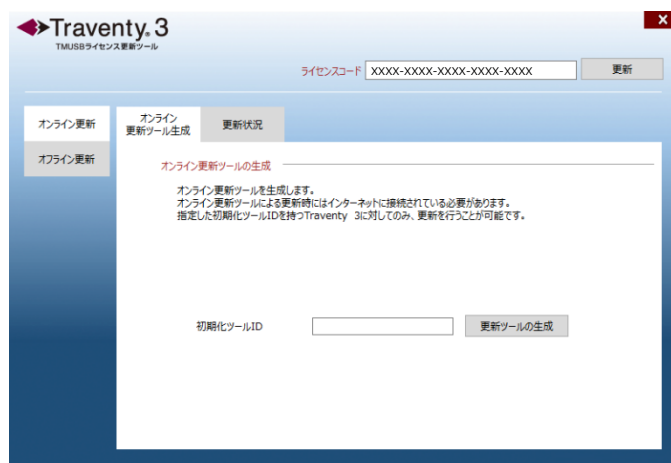 Traventy® 3
TMUSBライセンス更新ツール
X
ライセンスコード XXXX-XXXX-XXXX-XXXX-XXXX 更新
オンライン更新
オフライン更新
オンライン
更新ツール生成
更新状況
オンライン更新ツールの生成
オンライン更新ツールを生成します。
オンライン更新ツールによる更新時にはインターネットに接続されている必要があります。
指定した初期化ツールIDを持つTraventy 3に対してのみ、更新を行うことが可能です。
初期化ツールID 更新ツールの生成